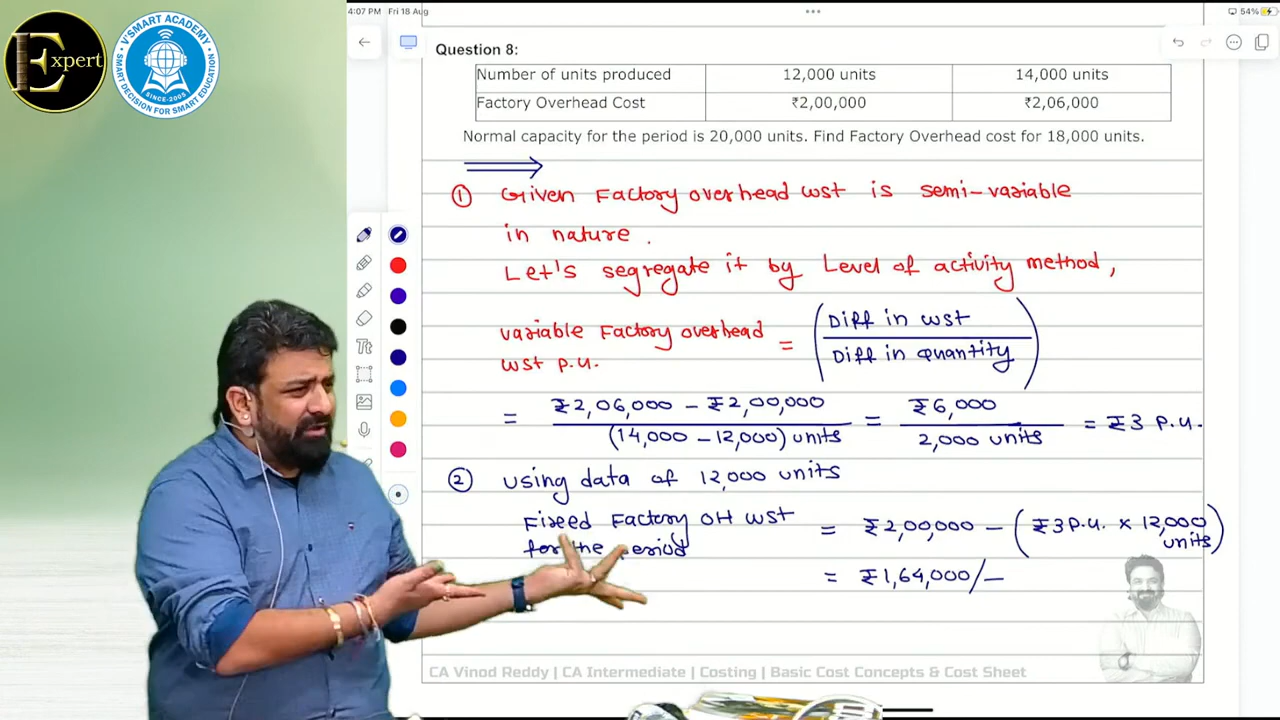 4:07 PM Fri 18 Aug
54%
Expert
V'SMART ACADEMY
SINCE-2005
SMART DECISION FOR SMART EDUCATION
Question 8:
Number of units produced 12,000 units 14,000 units
Factory Overhead Cost ₹2,00,000 ₹2,06,000
Normal capacity for the period is 20,000 units. Find Factory Overhead cost for 18,000 units.
① Given Factory overhead cost is semi-variable
in nature.
Let's segregate it by Level of activity method,
variable Factory overhead
cost p.u. = (Diff in cost / Diff in quantity)
= ₹2,06,000 - ₹2,00,000 / (14,000 - 12,000) units = ₹6,000 / 2,000 units = ₹3 p.u.
② using data of 12,000 units
Fixed Factory OH cost = ₹2,00,000 - (₹3 p.u. × 12,000 units)
for the period
= ₹1,64,000/-
Tt
CA Vinod Reddy | CA Intermediate | Costing | Basic Cost Concepts & Cost Sheet